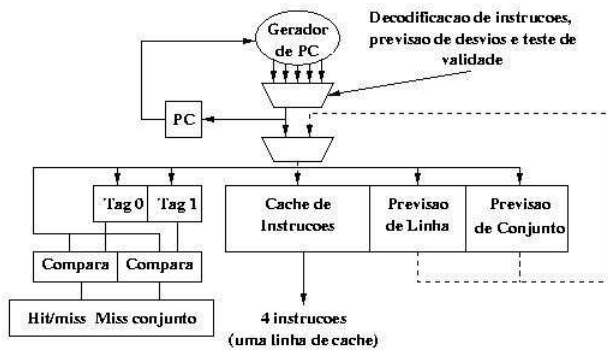 Decodificacao de instrucoes,
previsao de desvios e teste de
validade
Gerador
de PC
PC
Tag 0
Tag 1
Cache de
Instrucoes
Previsao
de Linha
Previsao
de Conjunto
Compara
Compara
Hit/miss Miss conjunto
4 instrucoes
(uma linha de cache)